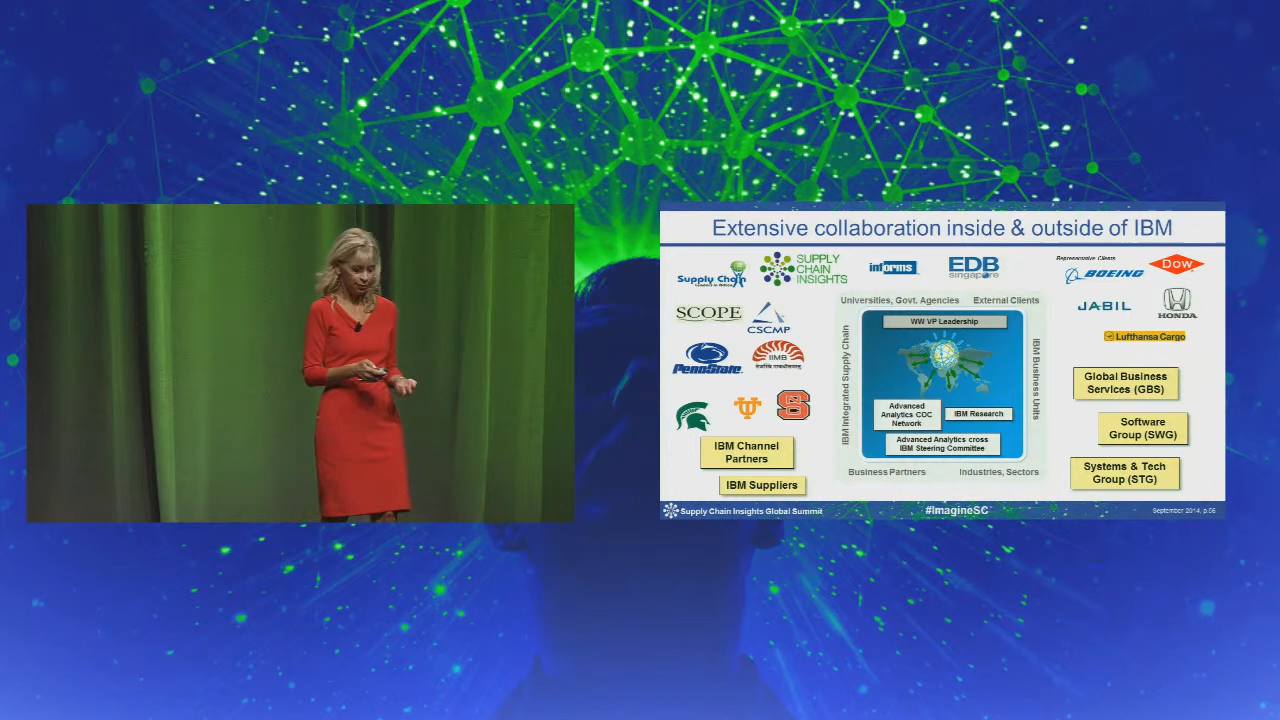 Extensive collaboration inside & outside of IBM
Supply Chain
SUPPLY
CHAIN
INSIGHTS
informs
EDB
singapore
Representative Clients
BOEING
Dow
SCOPE
CSCMP
JABIL
HONDA
Lufthansa Cargo
PENNSTATE
IIMB
Universities, Govt. Agencies
External Clients
IBM Integrated Supply Chain
IBM Business Units
WW VP Leadership
Advanced
Analytics COC
Network
IBM Research
Advanced Analytics cross
IBM Steering Committee
Business Partners
Industries, Sectors
UT
S
IBM Channel
Partners
IBM Suppliers
Global Business
Services (GBS)
Software
Group (SWG)
Systems & Tech
Group (STG)
Supply Chain Insights Global Summit
#ImagineSC
September 2014, p.56